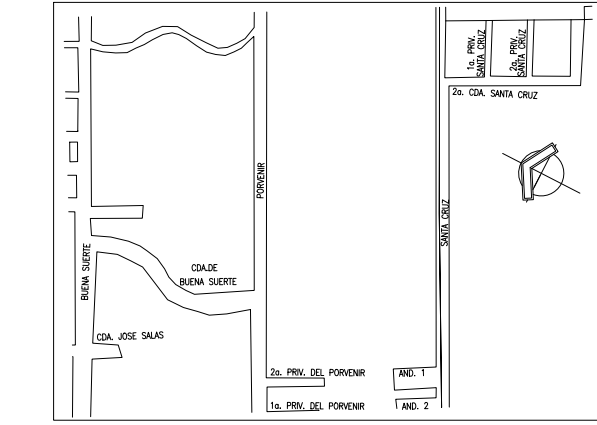 1a. PRIV.
SANTA CRUZ
2a. PRIV.
SANTA CRUZ
2a. CDA. SANTA CRUZ
PORVENIR
SANTA CRUZ
BUENA SUERTE
CDA.DE
BUENA SUERTE
CDA. JOSE SALAS
2a. PRIV. DEL PORVENIR
AND. 1
1a. PRIV. DEL PORVENIR
AND. 2